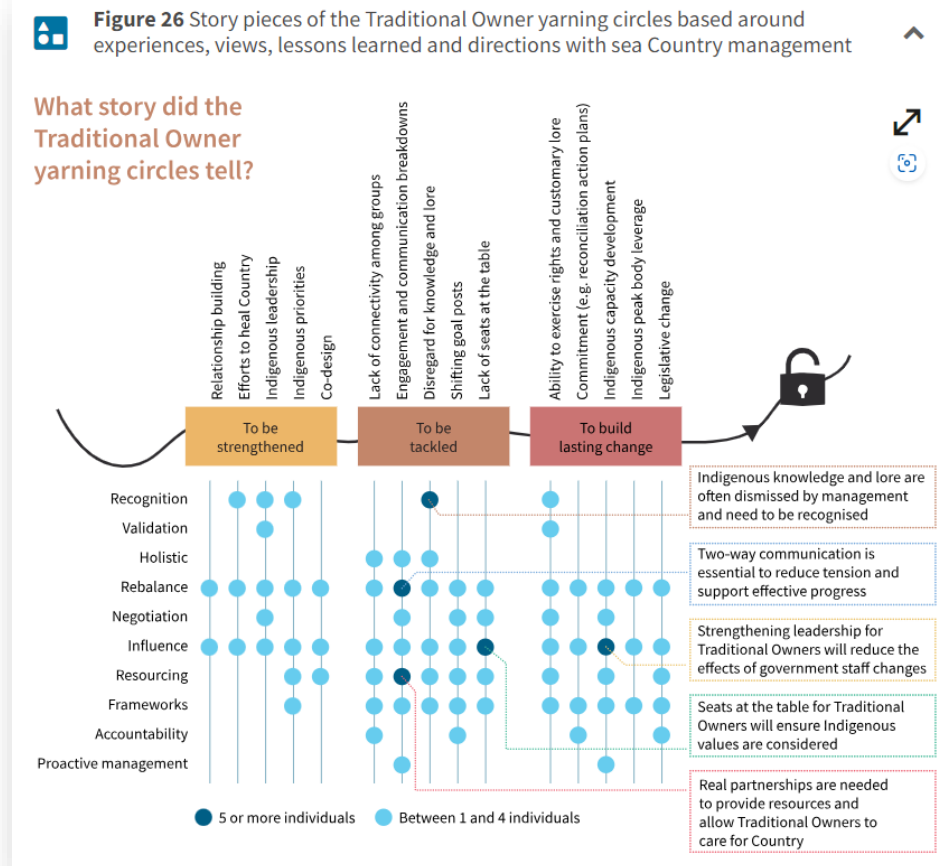 Figure 26 Story pieces of the Traditional Owner yarning circles based around
experiences, views, lessons learned and directions with sea Country management
What story did the
Traditional Owner
yarning circles tell?
Relationship building
Efforts to heal Country
Indigenous leadership
Indigenous priorities
Co-design
Lack of connectivity among groups
Engagement and communication breakdowns
Disregard for knowledge and lore
Shifting goal posts
Lack of seats at the table
Ability to exercise rights and customary lore
Commitment (e.g. reconciliation action plans)
Indigenous capacity development
Indigenous peak body leverage
Legislative change
To be
strengthened
To be
tackled
To build
lasting change
Recognition
Validation
Holistic
Rebalance
Negotiation
Influence
Resourcing
Frameworks
Accountability
Proactive management
Indigenous knowledge and lore are
often dismissed by management
and need to be recognised
Two-way communication is
essential to reduce tension and
support effective progress
Strengthening leadership for
Traditional Owners will reduce the
effects of government staff changes
Seats at the table for Traditional
Owners will ensure Indigenous
values are considered
Real partnerships are needed
to provide resources and
allow Traditional Owners to
care for Country
5 or more individuals
Between 1 and 4 individuals